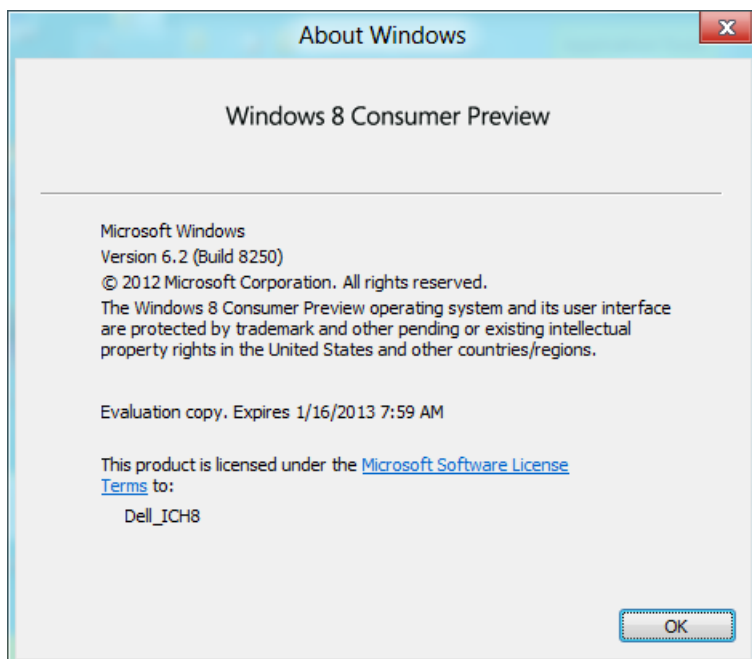 About Windows
x
Windows 8 Consumer Preview
Microsoft Windows
Version 6.2 (Build 8250)
© 2012 Microsoft Corporation. All rights reserved.
The Windows 8 Consumer Preview operating system and its user interface
are protected by trademark and other pending or existing intellectual
property rights in the United States and other countries/regions.
Evaluation copy. Expires 1/16/2013 7:59 AM
This product is licensed under the Microsoft Software License
Terms to:
Dell_ICH8
OK